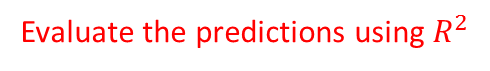 Evaluate the predictions using R²